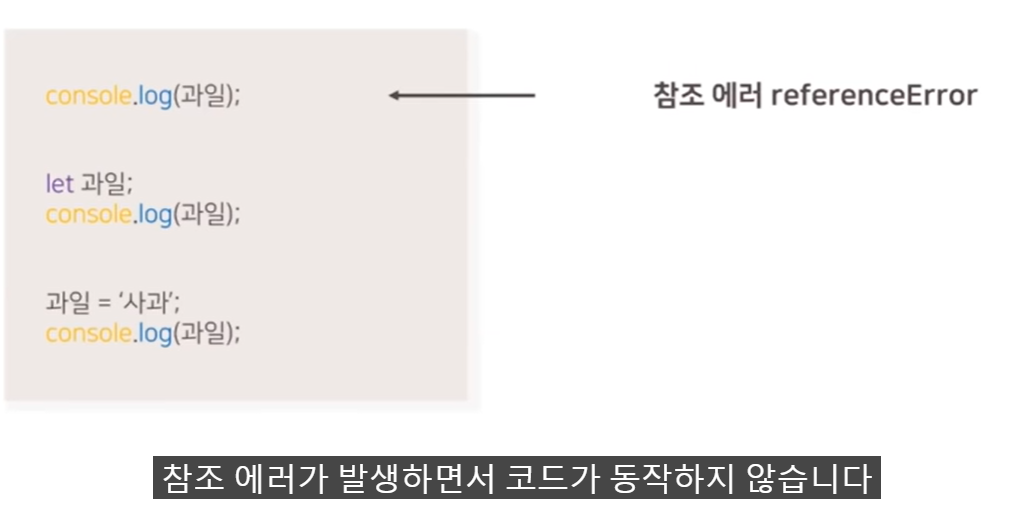 console.log(과일);
참조 에러 referenceError
let 과일;
console.log(과일);
과일 = ‘사과’;
console.log(과일);
참조 에러가 발생하면서 코드가 동작하지 않습니다